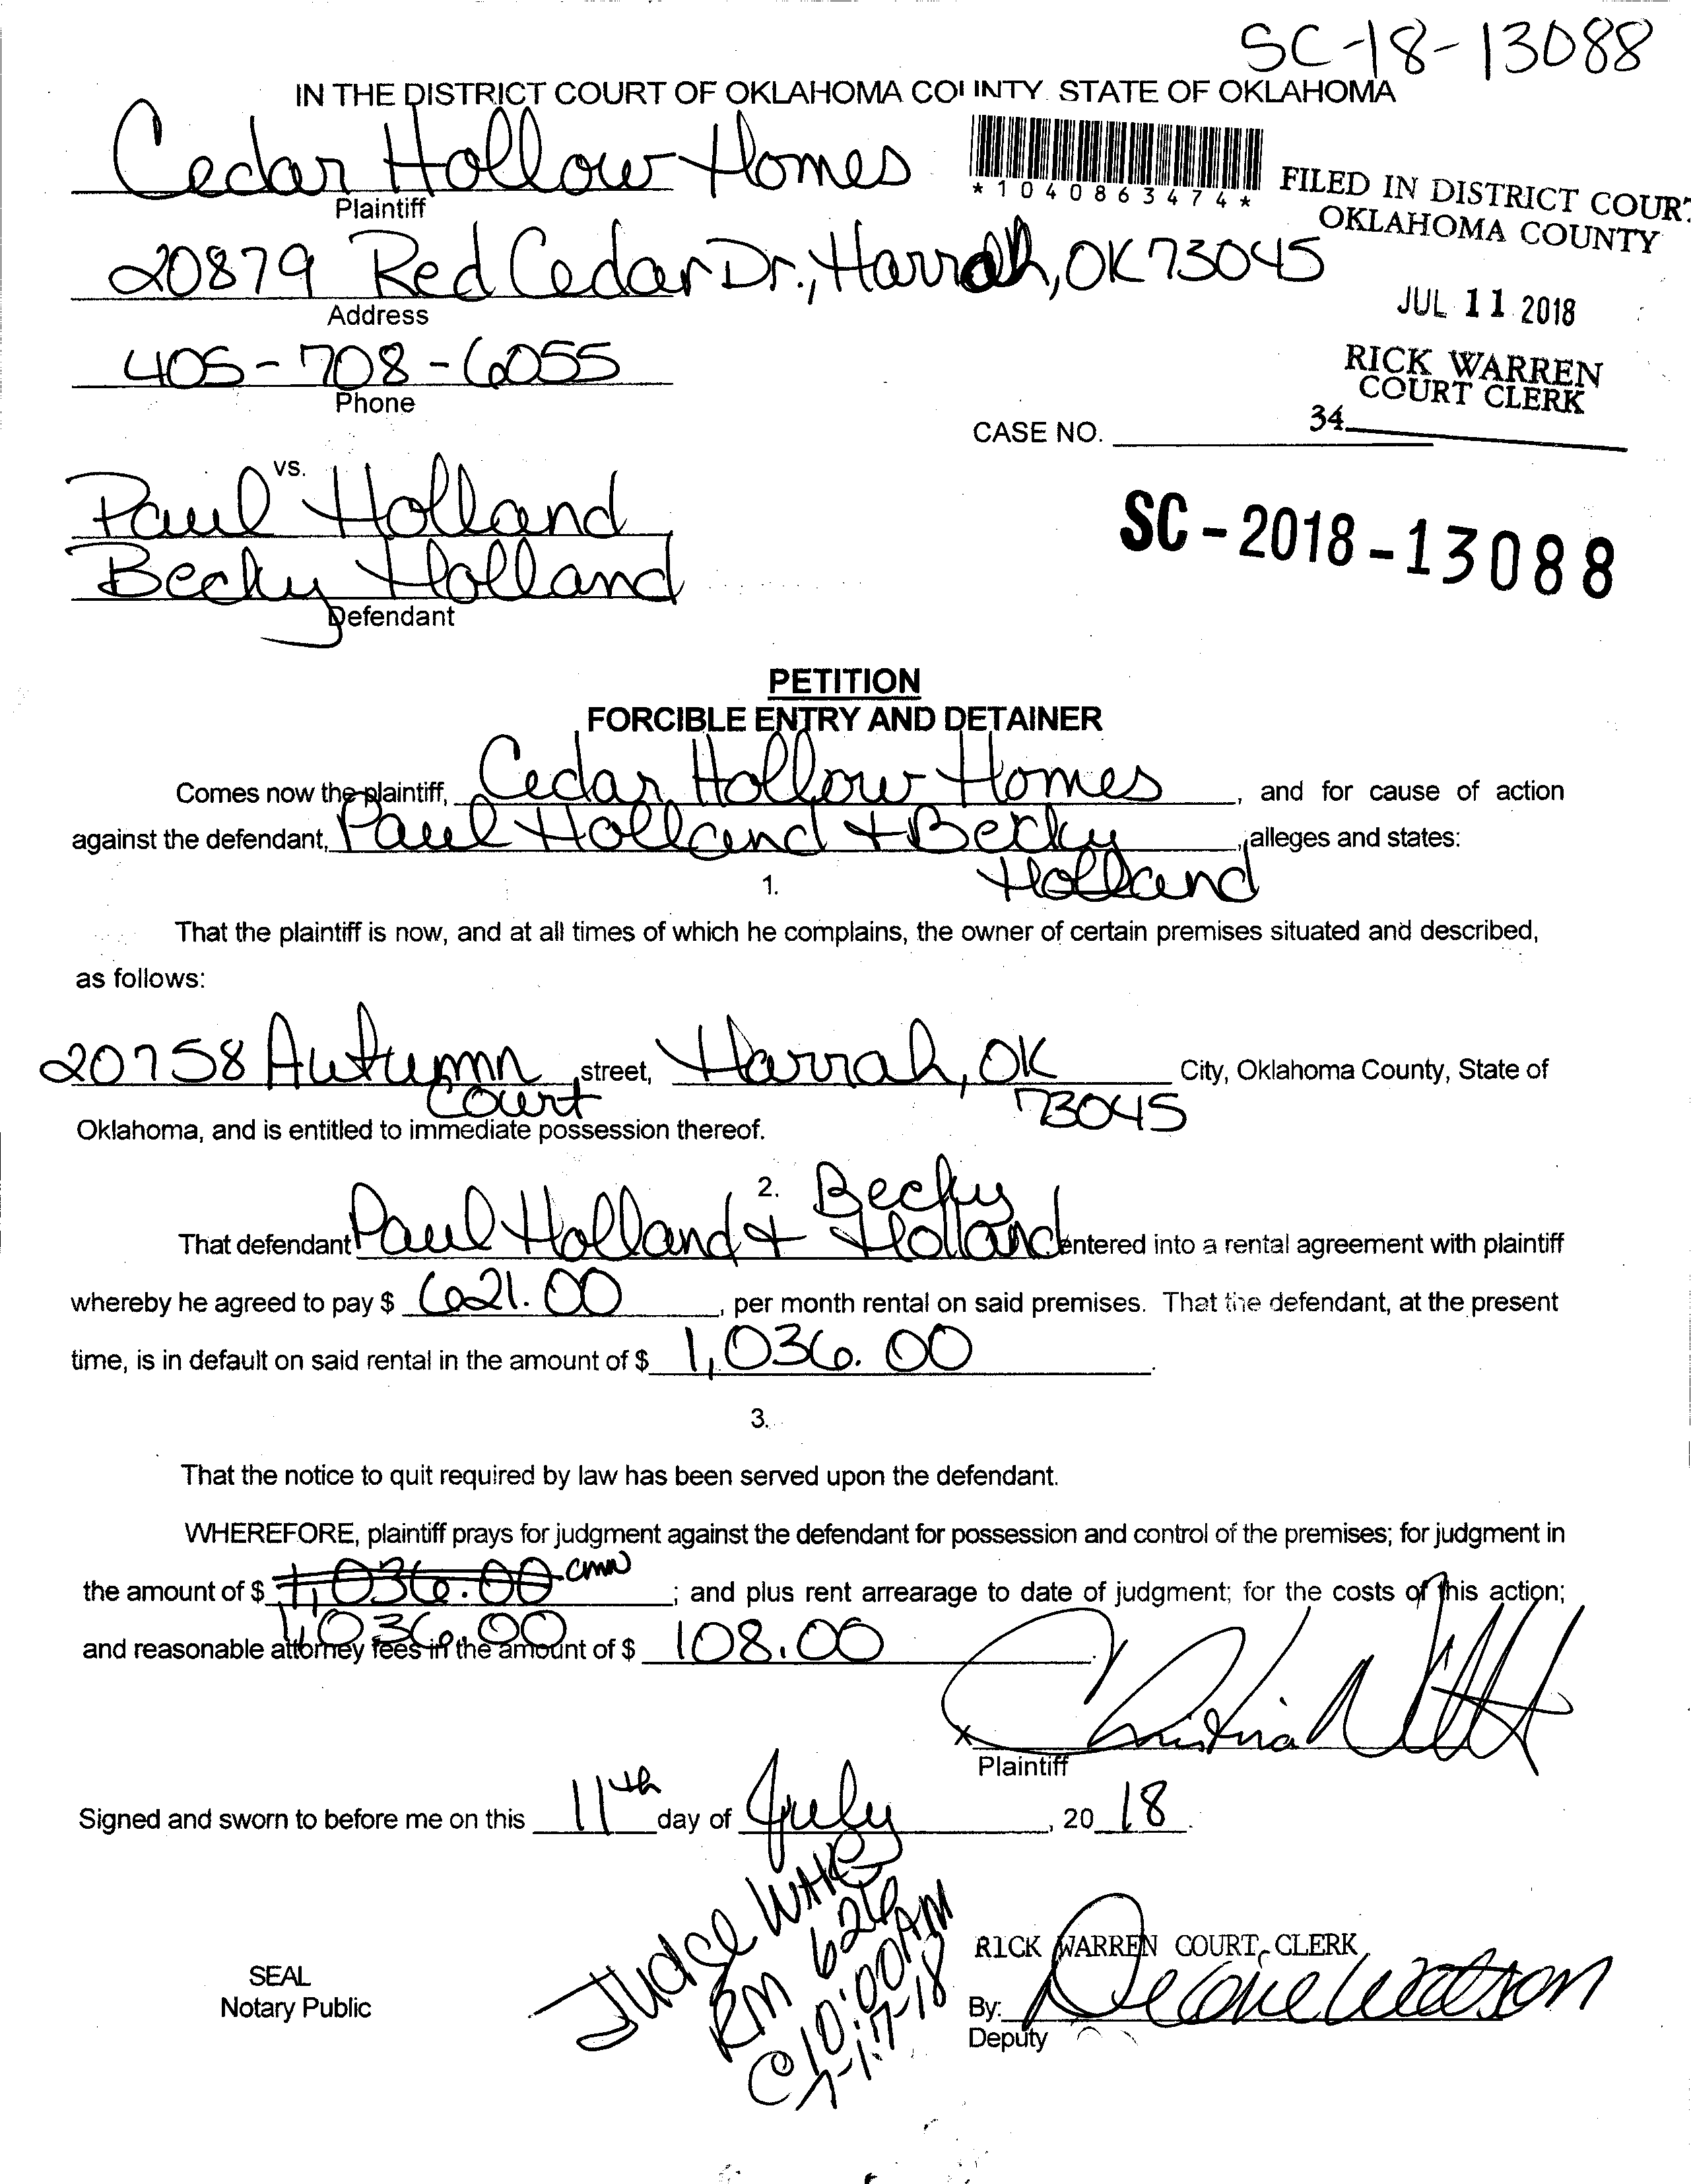 SC-18-13088
IN THE DISTRICT COURT OF OKLAHOMA COUNTY, STATE OF OKLAHOMA
Cedar Hollow Homes
Plaintiff
*1040863474*
FILED IN DISTRICT COURT
OKLAHOMA COUNTY
20879 Red Cedar Dr., Harrah, OK 73045
Address
JUL 11 2018
405-708-6055
Phone
RICK WARREN
COURT CLERK
34
CASE NO.
vs.
Paul Holland
Becky Holland
Defendant
SC-2018-13088
PETITION
FORCIBLE ENTRY AND DETAINER
Comes now the plaintiff, Cedar Hollow Homes, and for cause of action
against the defendant, Paul Holland + Becky Holland, alleges and states:
1.
That the plaintiff is now, and at all times of which he complains, the owner of certain premises situated and described,
as follows:
20758 Autumn Court, street, Harrah, OK 73045 City, Oklahoma County, State of
Oklahoma, and is entitled to immediate possession thereof.
2.
That defendant Paul Holland + Becky Holland entered into a rental agreement with plaintiff
whereby he agreed to pay $ 621.00, per month rental on said premises. That the defendant, at the present
time, is in default on said rental in the amount of $ 1,036.00.
3.
That the notice to quit required by law has been served upon the defendant.
WHEREFORE, plaintiff prays for judgment against the defendant for possession and control of the premises; for judgment in
the amount of $ 1,036.00 cmw; and plus rent arrearage to date of judgment; for the costs of this action;
1,036.00
and reasonable attorney fees in the amount of $ 108.00.
x
Plaintiff
Signed and sworn to before me on this 11th day of July, 20 18.
Judge
RM
10:00 AM
RICK WARREN COURT CLERK
SEAL
Notary Public
By:
Deputy